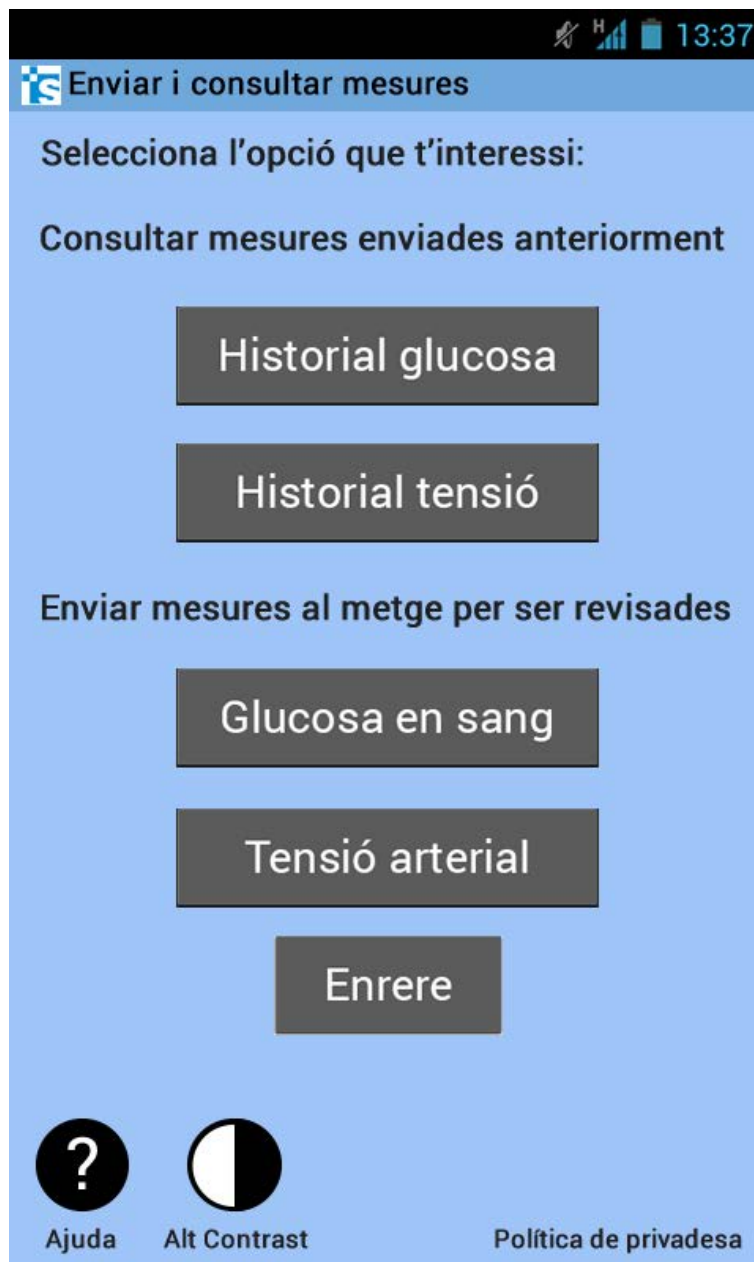 H 13:37
is Enviar i consultar mesures
Selecciona l'opció que t'interessi:
Consultar mesures enviades anteriorment
Historial glucosa
Historial tensió
Enviar mesures al metge per ser revisades
Glucosa en sang
Tensió arterial
Enrere
?
Ajuda Alt Contrast Política de privadesa